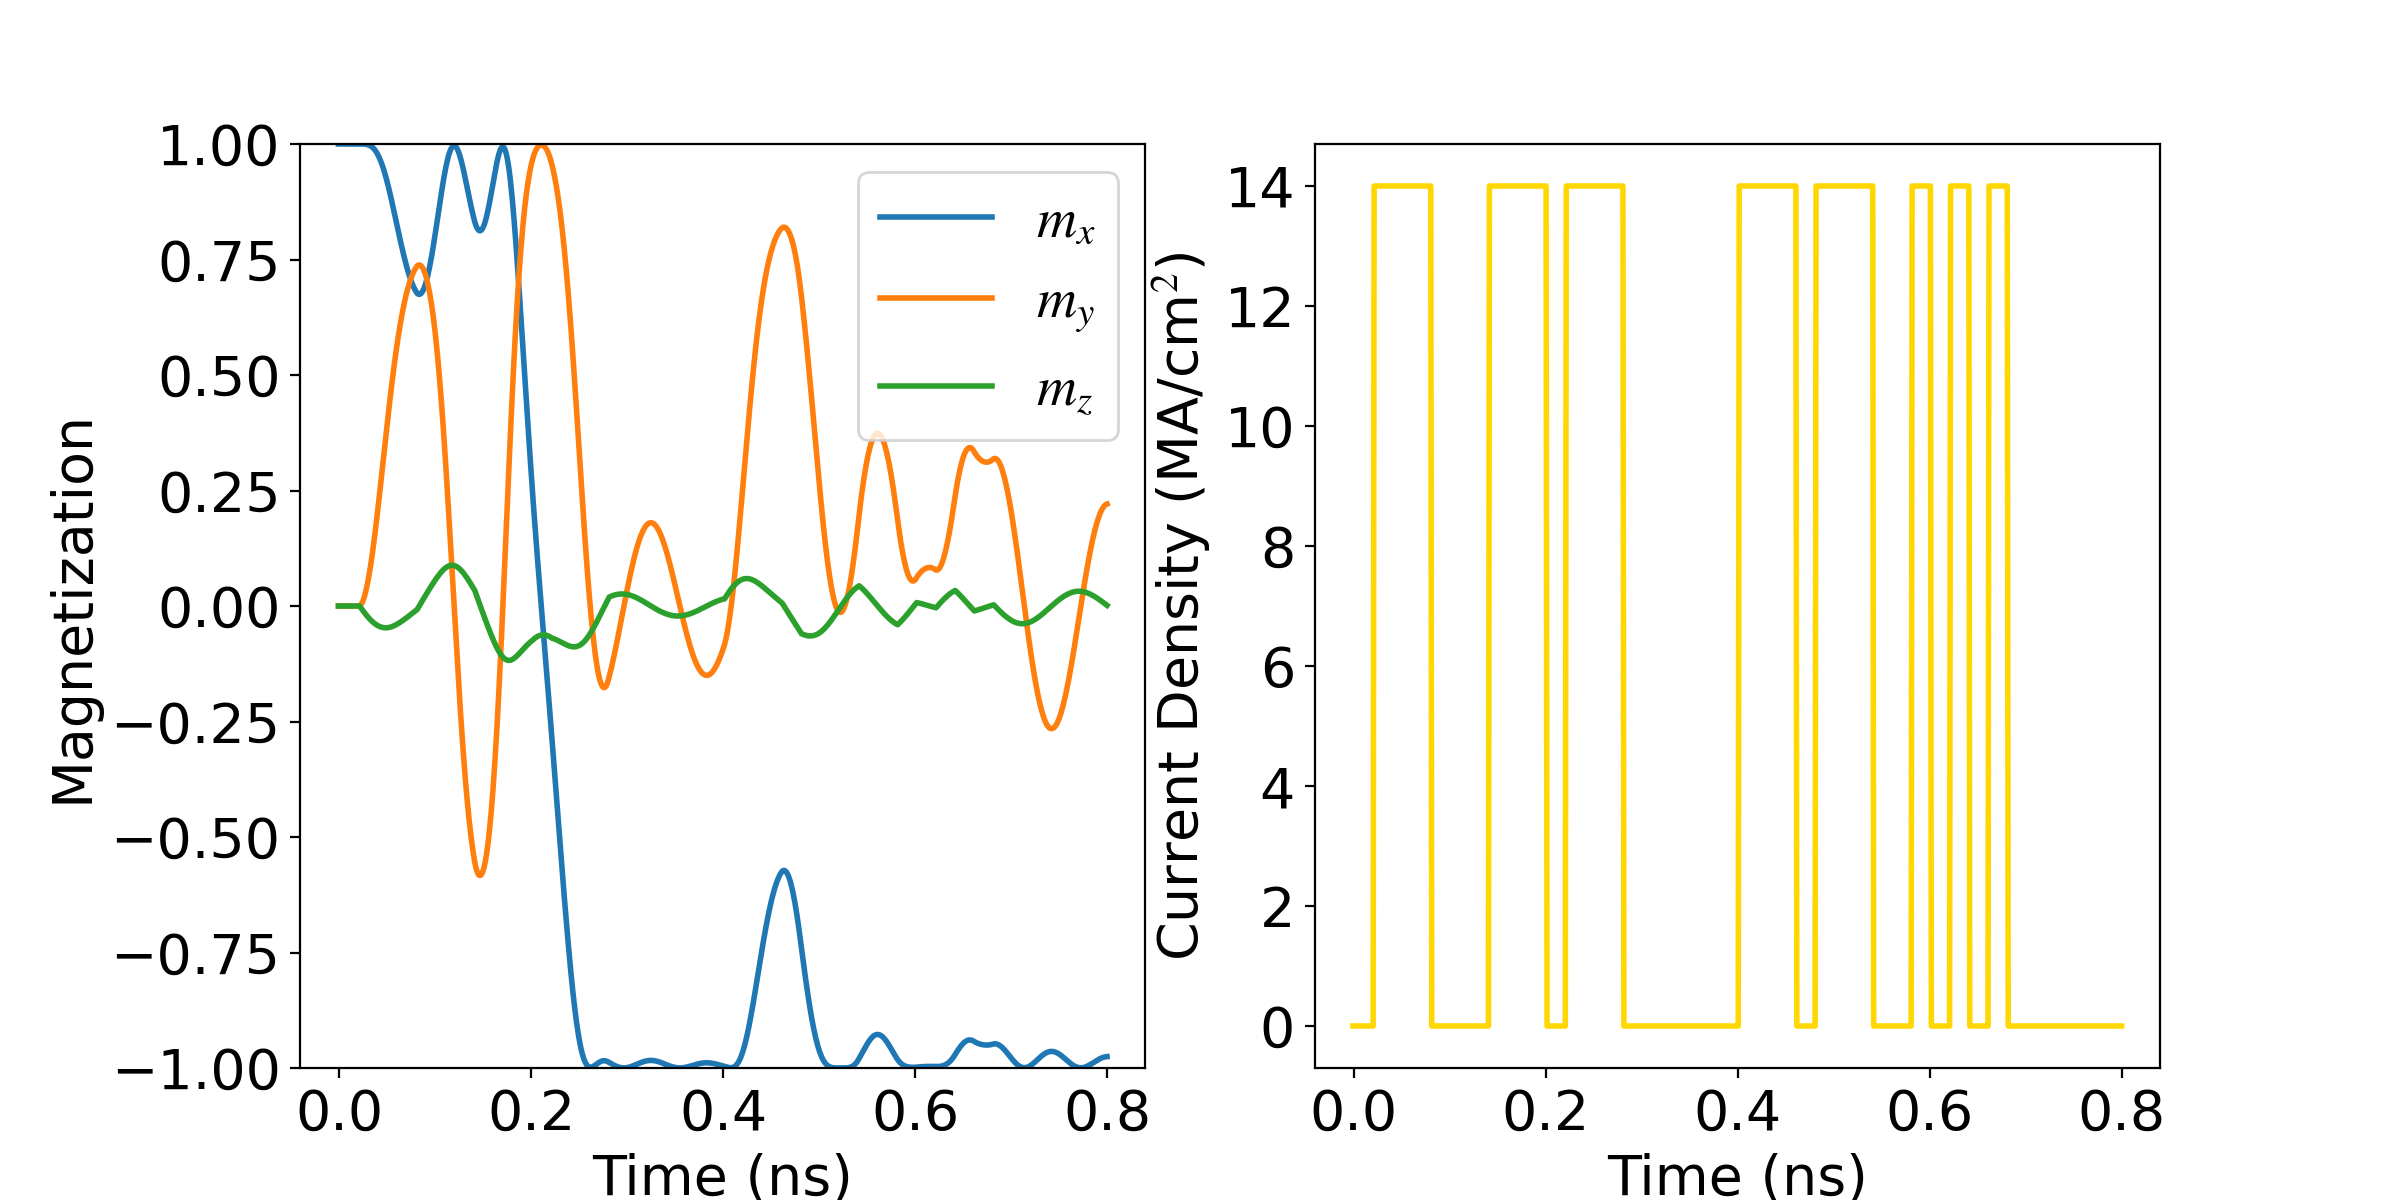 Magnetization
1.00
0.75
0.50
0.25
0.00
−0.25
−0.50
−0.75
−1.00
0.0 0.2 0.4 0.6 0.8
Time (ns)
m_x
m_y
m_z
Current Density (MA/cm²)
14
12
10
8
6
4
2
0
0.0 0.2 0.4 0.6 0.8
Time (ns)